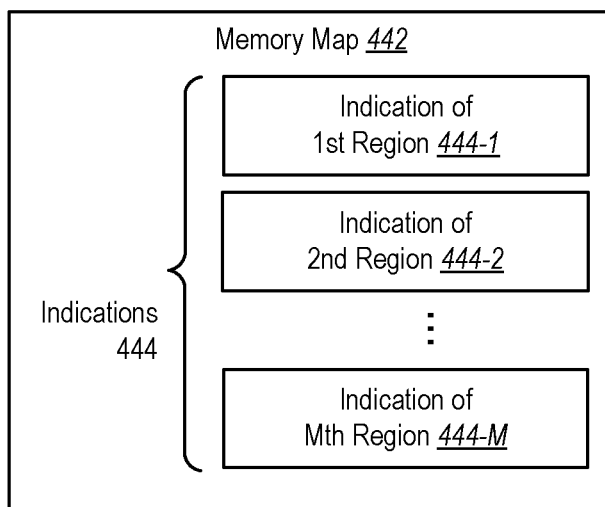 Memory Map 442
Indication of
1st Region 444-1
Indication of
2nd Region 444-2
Indications
444
Indication of
Mth Region 444-M